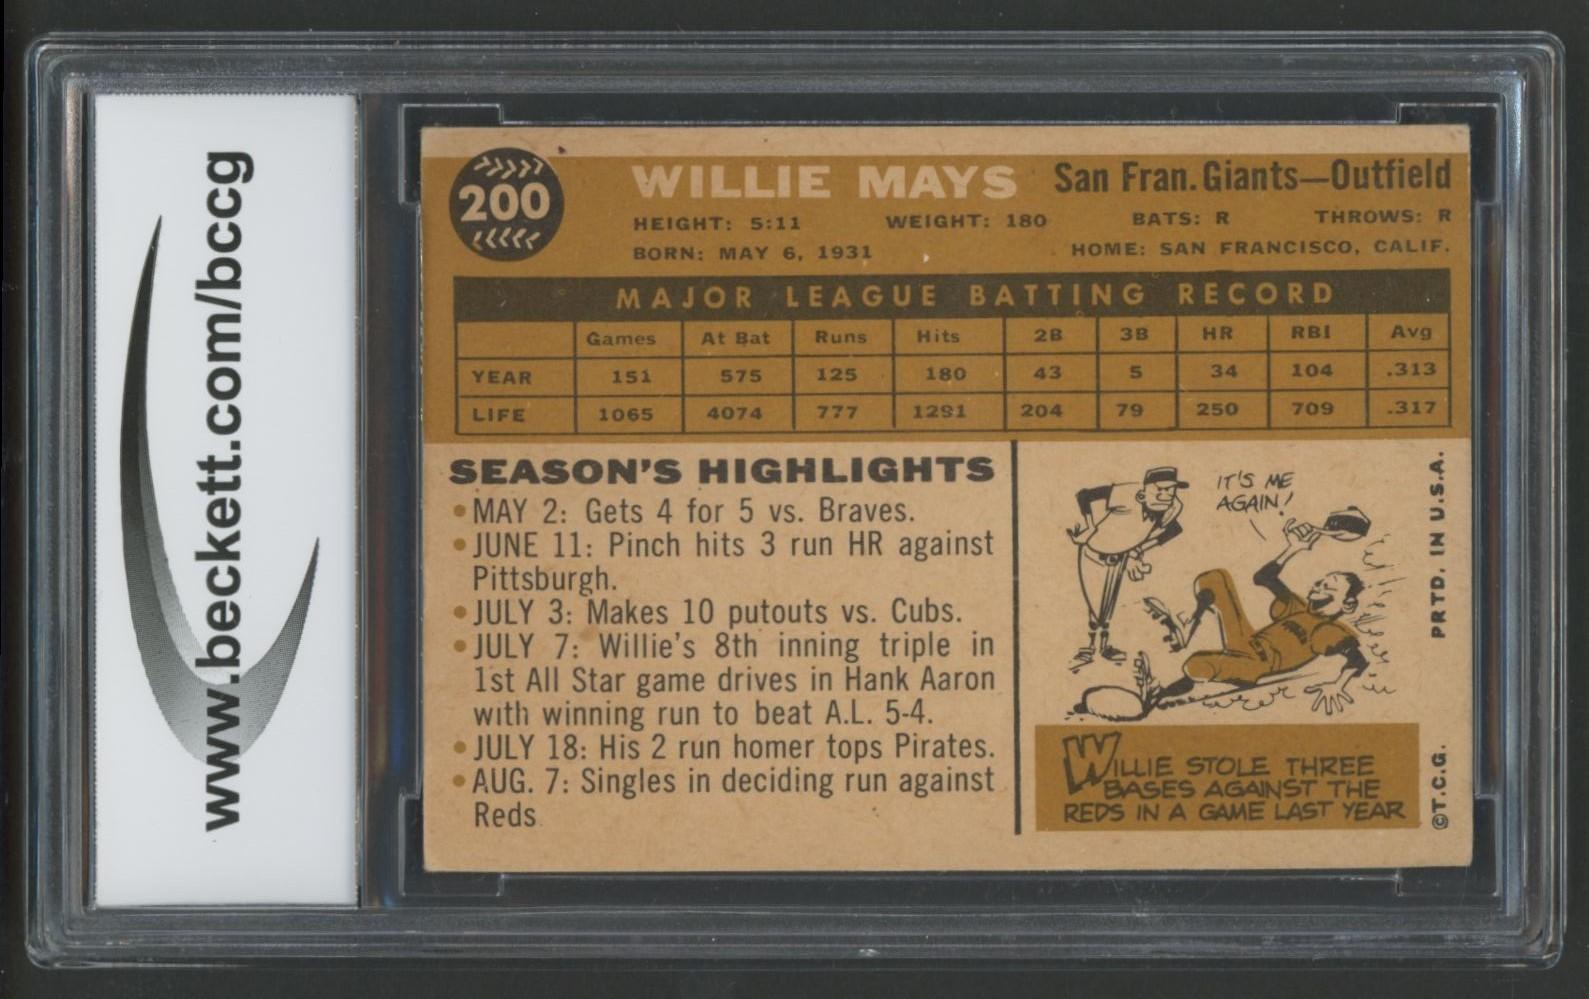 www.beckett.com/bccg
200
WILLIE MAYS
San Fran. Giants—Outfield
HEIGHT: 5:11 WEIGHT: 180 BATS: R THROWS: R
BORN: MAY 6, 1931 HOME: SAN FRANCISCO, CALIF.
MAJOR LEAGUE BATTING RECORD
Games At Bat Runs Hits 2B 3B HR RBI Avg
YEAR 151 575 125 180 43 5 34 104 .313
LIFE 1065 4074 777 1291 204 79 250 709 .317
SEASON'S HIGHLIGHTS
• MAY 2: Gets 4 for 5 vs. Braves.
• JUNE 11: Pinch hits 3 run HR against
Pittsburgh.
• JULY 3: Makes 10 putouts vs. Cubs.
• JULY 7: Willie's 8th inning triple in
1st All Star game drives in Hank Aaron
with winning run to beat A.L. 5-4.
• JULY 18: His 2 run homer tops Pirates.
• AUG. 7: Singles in deciding run against
Reds.
IT'S ME
AGAIN!
WILLIE STOLE THREE
BASES AGAINST THE
REDS IN A GAME LAST YEAR
©T.C.G. PRTD. IN U.S.A.